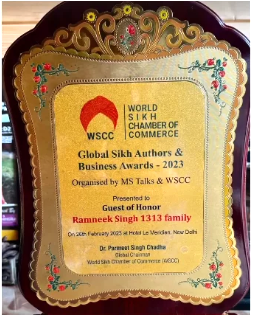 WSCC
WORLD
SIKH
CHAMBER OF
COMMERCE
Global Sikh Authors &
Business Awards - 2023
Organised by MS Talks & WSCC
Presented to
Guest of Honor
Ramneek Singh 1313 family
On 26th February 2023 at Hotel Le Meridien, New Delhi
Dr. Parmeet Singh Chadha
Global Chairman
World Sikh Chamber of Commerce (WSCC)